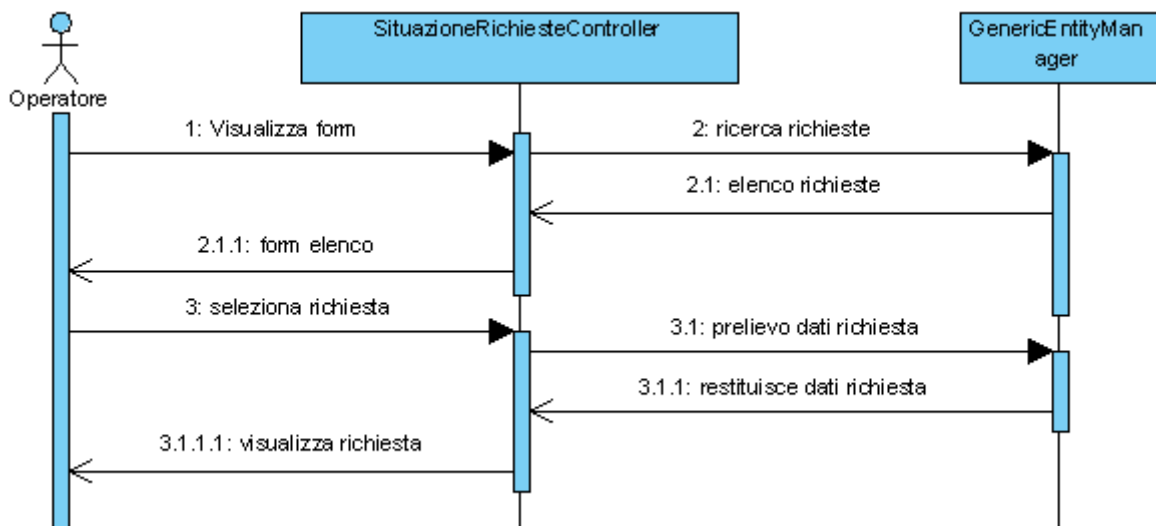 SituazioneRichiesteController
GenericEntityMan
ager
Operatore
1: Visualizza form
2: ricerca richieste
2.1: elenco richieste
2.1.1: form elenco
3: seleziona richiesta
3.1: prelievo dati richiesta
3.1.1: restituisce dati richiesta
3.1.1.1: visualizza richiesta